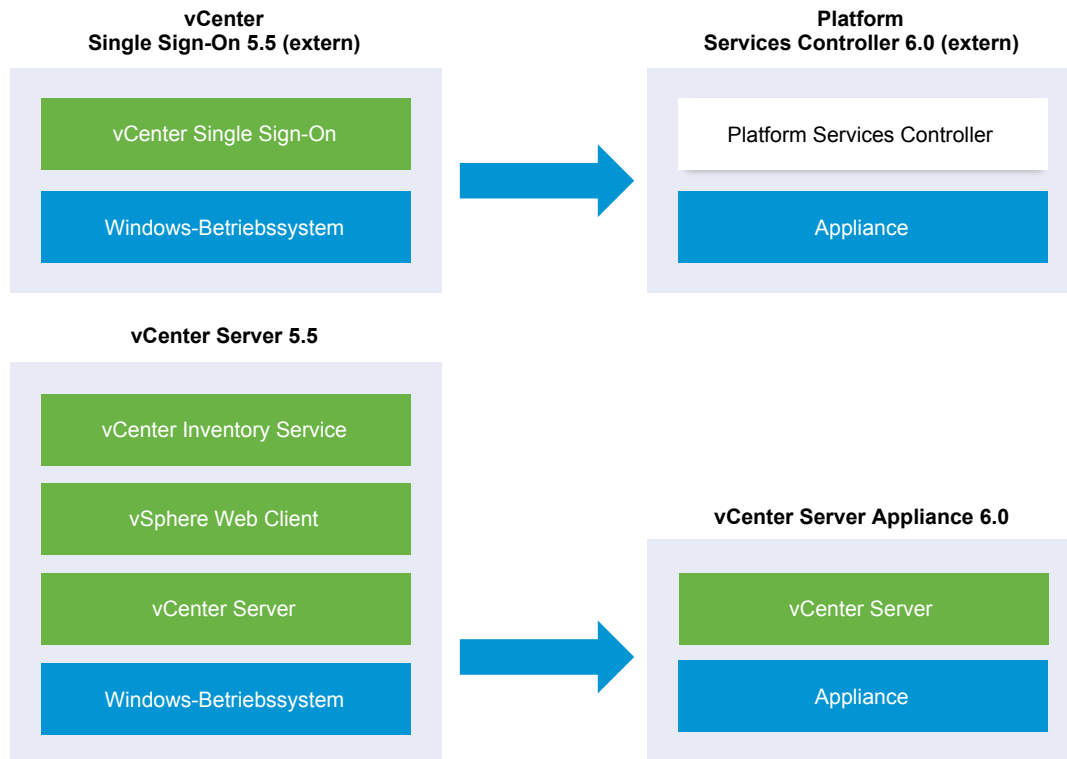 vCenter
Single Sign-On 5.5 (extern)
vCenter Single Sign-On
Windows-Betriebssystem
Platform
Services Controller 6.0 (extern)
Platform Services Controller
Appliance
vCenter Server 5.5
vCenter Inventory Service
vSphere Web Client
vCenter Server
Windows-Betriebssystem
vCenter Server Appliance 6.0
vCenter Server
Appliance